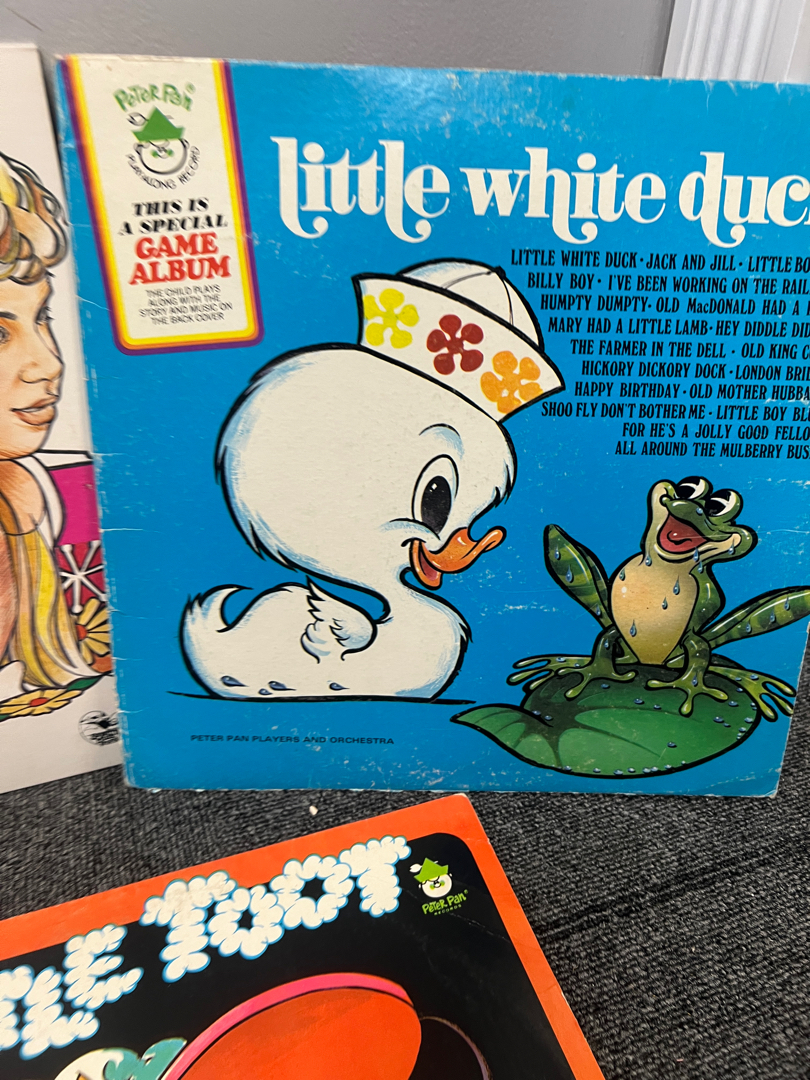 Peter Pan®
PLAY-ALONG RECORD
THIS IS
A SPECIAL
GAME
ALBUM
THE CHILD PLAYS
ALONG WITH THE
STORY AND MUSIC ON
THE BACK COVER
little white duc
LITTLE WHITE DUCK · JACK AND JILL · LITTLE BO
BILLY BOY · I'VE BEEN WORKING ON THE RAIL
HUMPTY DUMPTY · OLD MacDONALD HAD A
MARY HAD A LITTLE LAMB · HEY DIDDLE DI
THE FARMER IN THE DELL · OLD KING C
HICKORY DICKORY DOCK · LONDON BRI
HAPPY BIRTHDAY · OLD MOTHER HUBBA
SHOO FLY DON'T BOTHER ME · LITTLE BOY BL
FOR HE'S A JOLLY GOOD FELLO
ALL AROUND THE MULBERRY BUS
PETER PAN PLAYERS AND ORCHESTRA
LE TOOT
Peter Pan®
RECORDS